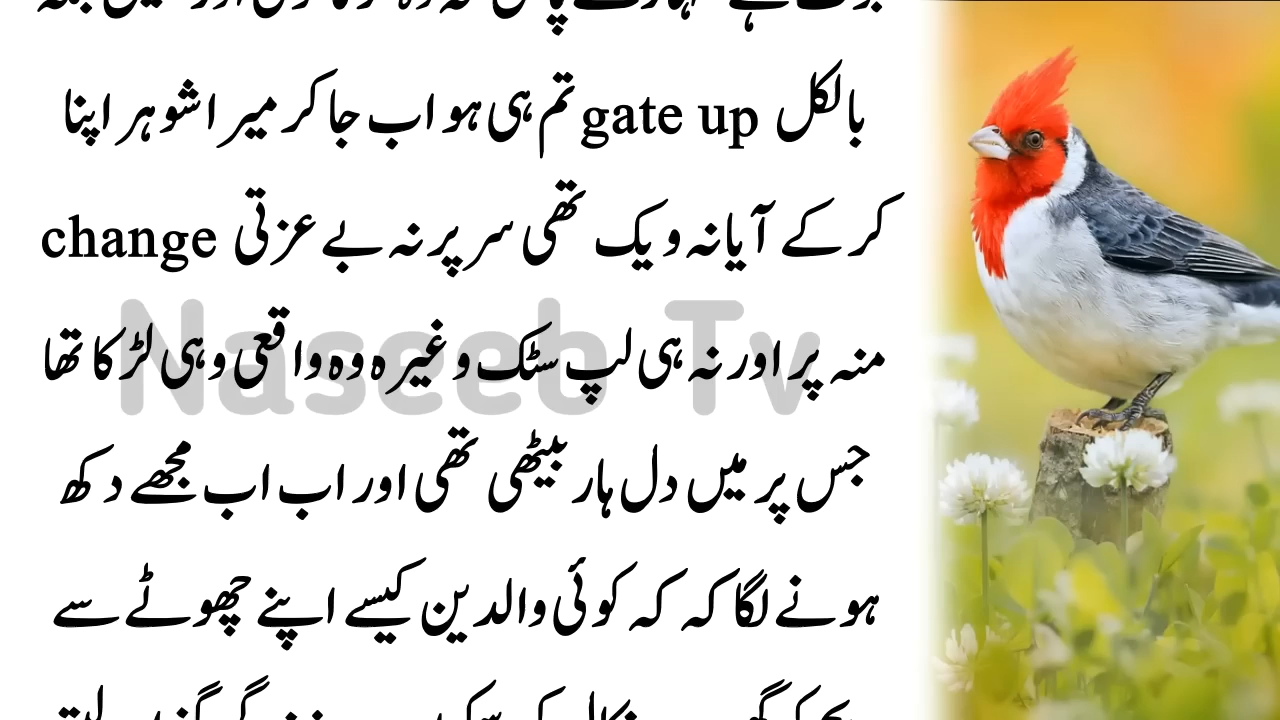 بالکل gate up تم ہی ہو اب جا کر میرا شوہر اپنا
کر کے آیا نہ ویک تھی سر پر نہ بے عزتی change
منہ پر اور نہ ہی لپ سٹک وغیرہ وہ واقعی وہی لڑکا تھا
Naseeb Tv
جس پر میں دل ہار بیٹھی تھی اور اب اب مجھے دکھ
ہونے لگا کہ کہ کوئی والدین کیسے اپنے چھوٹے سے